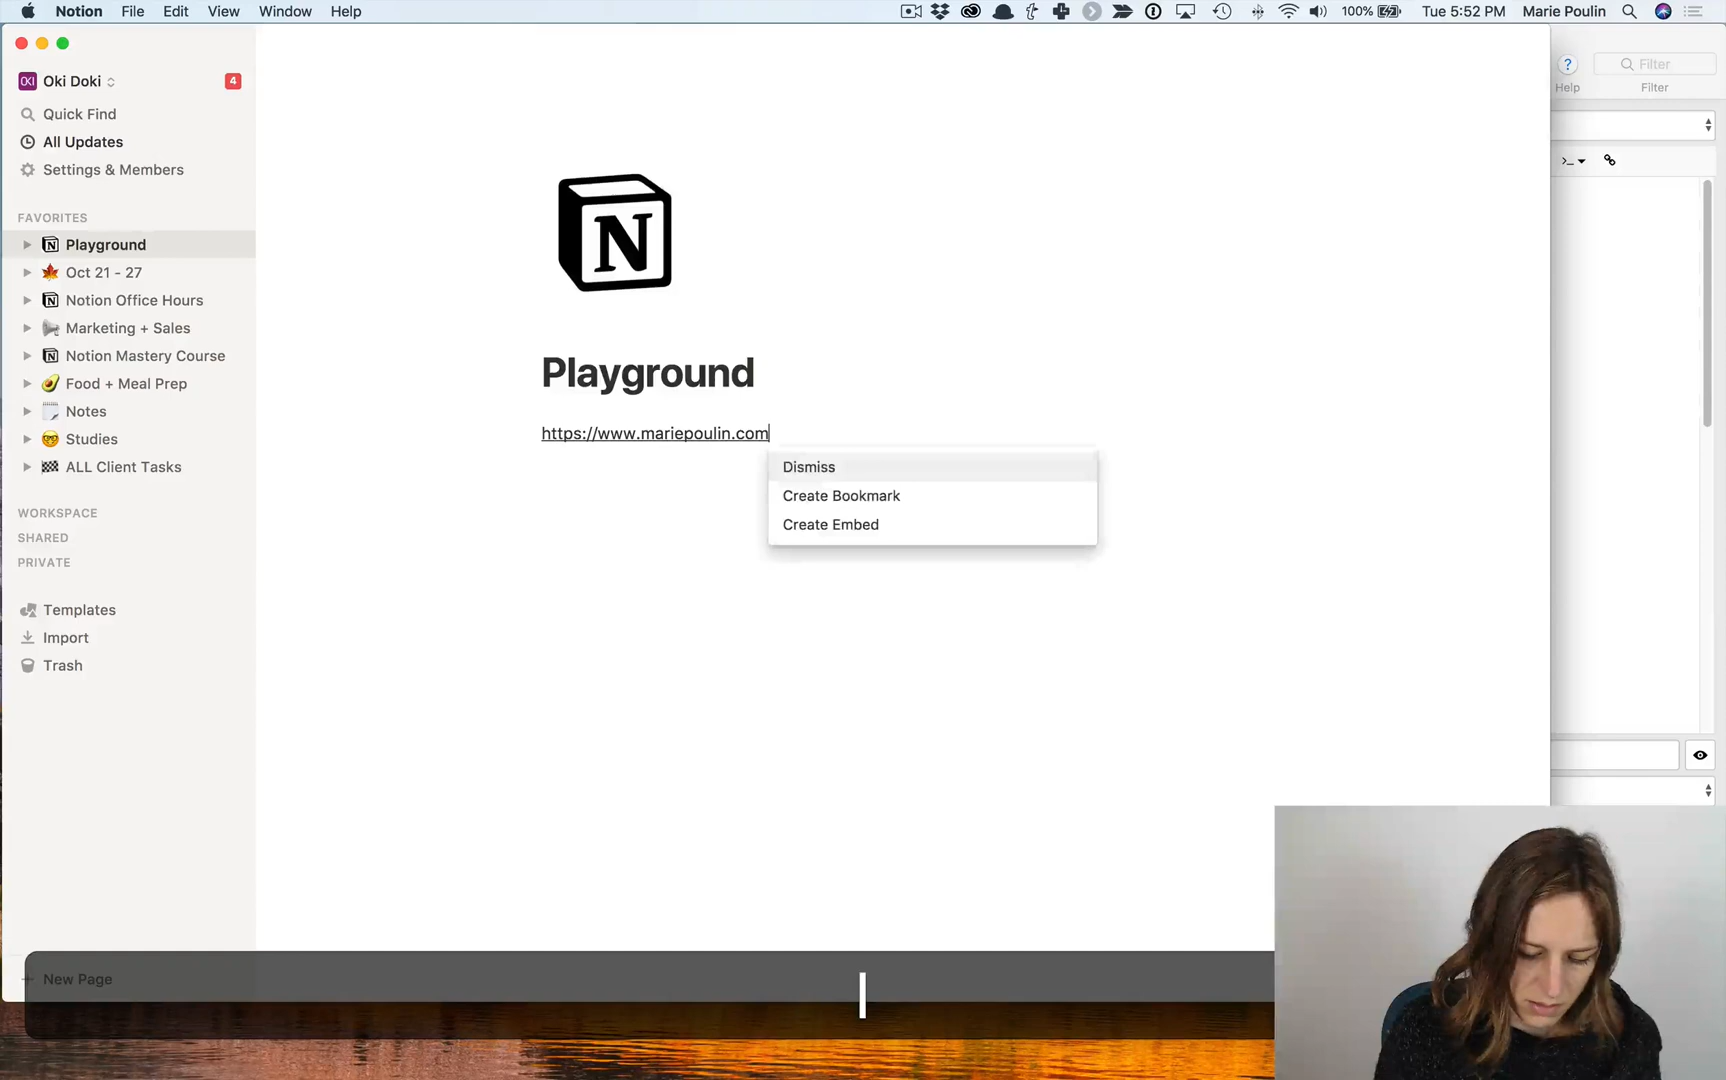 Notion File Edit View Window Help 100% Tue 5:52 PM Marie Poulin
OKI Oki Doki 4
Quick Find
All Updates
Settings & Members
FAVORITES
N Playground
Oct 21 - 27
N Notion Office Hours
Marketing + Sales
N Notion Mastery Course
Food + Meal Prep
Notes
Studies
ALL Client Tasks
WORKSPACE
SHARED
PRIVATE
Templates
Import
Trash
+ New Page
N
Playground
https://www.mariepoulin.com
Dismiss
Create Bookmark
Create Embed
? Filter
Help Filter